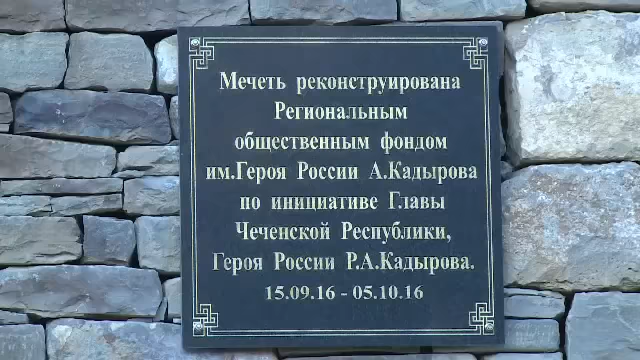 Мечеть реконструирована
Региональным
общественным фондом
им.Героя России А.Кадырова
по инициативе Главы
Чеченской Республики,
Героя России Р.А.Кадырова.
15.09.16 - 05.10.16